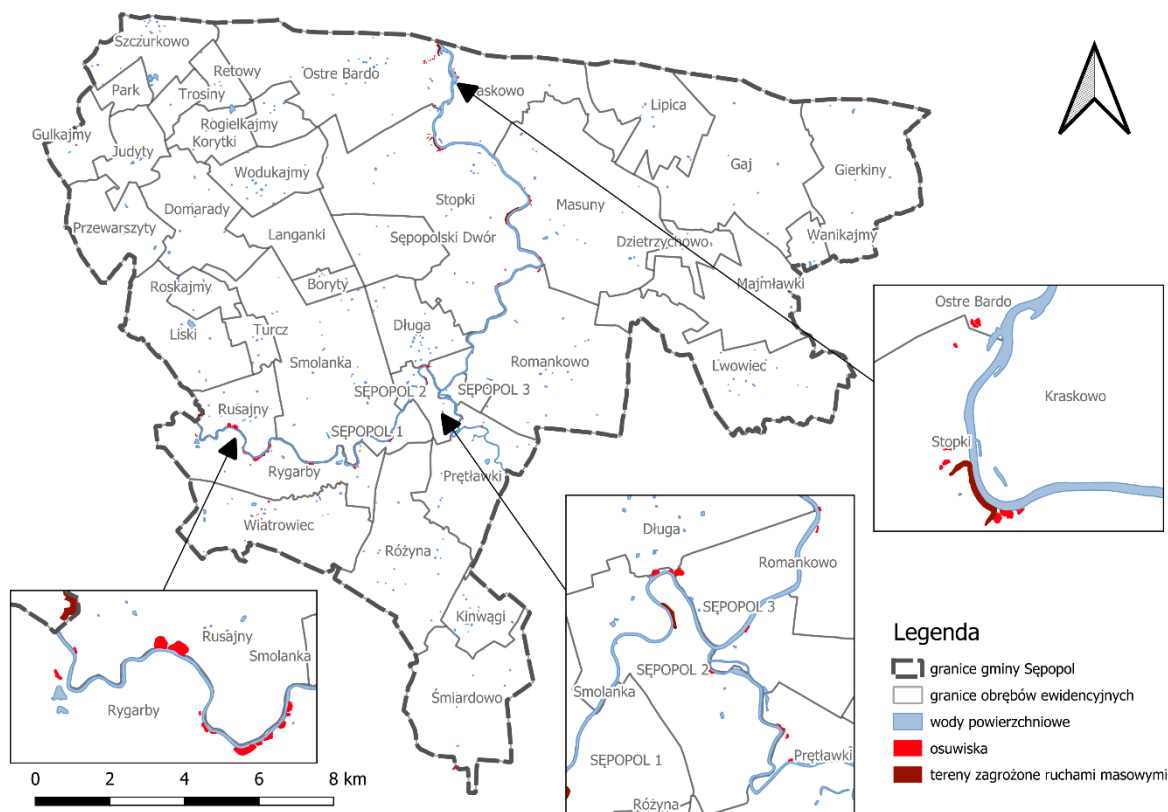 Szczurkowo
Retowy
Ostre Bardo
Park
Trosiny
Lipica
Rogielkajmy
Gulkajmy
Korytki
Judyty
Gaj
Gierkiny
Wodukajmy
Domarady
Stopki
Masuny
Przewarszyty
Langanki
Sępopolski Dwór
Dzietrzychowo
Wanikajmy
Roskajmy
Boryty
Majmławki
Liski
Turcz
Długa
Smolanka
Romankowo
Lwowiec
SĘPOPOL 2
SĘPOPOL 3
Rusajny
SĘPOPOL 1
Rygarby
Prętławki
Wiatrowiec
Różyna
Kinwągi
Śmiardowo
Ostre Bardo
Kraskowo
Stopki
Długa
Romankowo
SĘPOPOL 3
SĘPOPOL 2
Smolanka
SĘPOPOL 1
Prętławki
Różyna
Rusajny
Smolanka
Rygarby
0 2 4 6 8 km
Legenda
granice gminy Sępopol
granice obrębów ewidencyjnych
wody powierzchniowe
osuwiska
tereny zagrożone ruchami masowymi